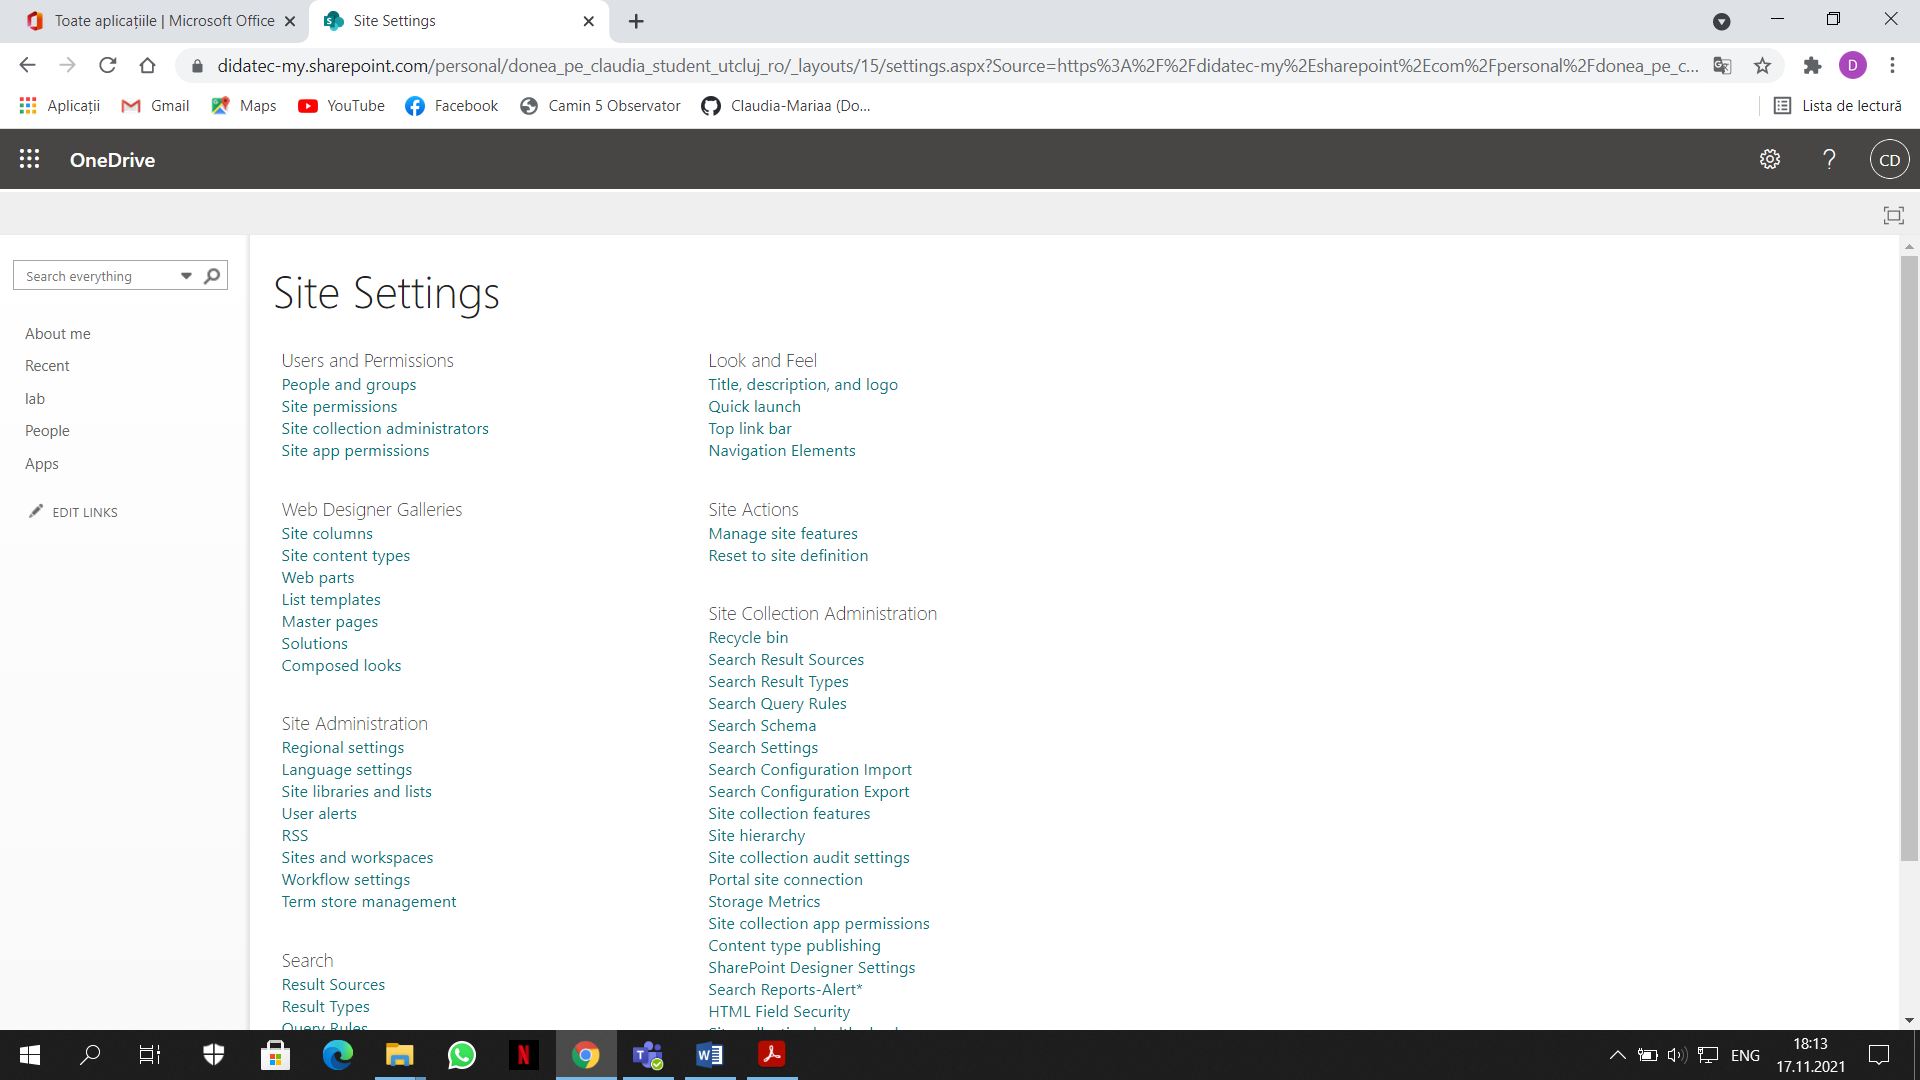 Toate aplicațiile | Microsoft Office
Site Settings
didatec-my.sharepoint.com/personal/donea_pe_claudia_student_utcluj_ro/_layouts/15/settings.aspx?Source=https%3A%2F%2Fdidatec-my%2Esharepoint%2Ecom%2Fpersonal%2Fdonea_pe_c...
D
Aplicații
Gmail
Maps
YouTube
Facebook
Camin 5 Observator
Claudia-Mariaa (Do...
Lista de lectură
OneDrive
?
CD
Search everything
About me
Recent
lab
People
Apps
EDIT LINKS
Site Settings
Users and Permissions
People and groups
Site permissions
Site collection administrators
Site app permissions
Web Designer Galleries
Site columns
Site content types
Web parts
List templates
Master pages
Solutions
Composed looks
Site Administration
Regional settings
Language settings
Site libraries and lists
User alerts
RSS
Sites and workspaces
Workflow settings
Term store management
Search
Result Sources
Result Types
Query Rules
Look and Feel
Title, description, and logo
Quick launch
Top link bar
Navigation Elements
Site Actions
Manage site features
Reset to site definition
Site Collection Administration
Recycle bin
Search Result Sources
Search Result Types
Search Query Rules
Search Schema
Search Settings
Search Configuration Import
Search Configuration Export
Site collection features
Site hierarchy
Site collection audit settings
Portal site connection
Storage Metrics
Site collection app permissions
Content type publishing
SharePoint Designer Settings
Search Reports-Alert*
HTML Field Security
ENG
18:13
17.11.2021